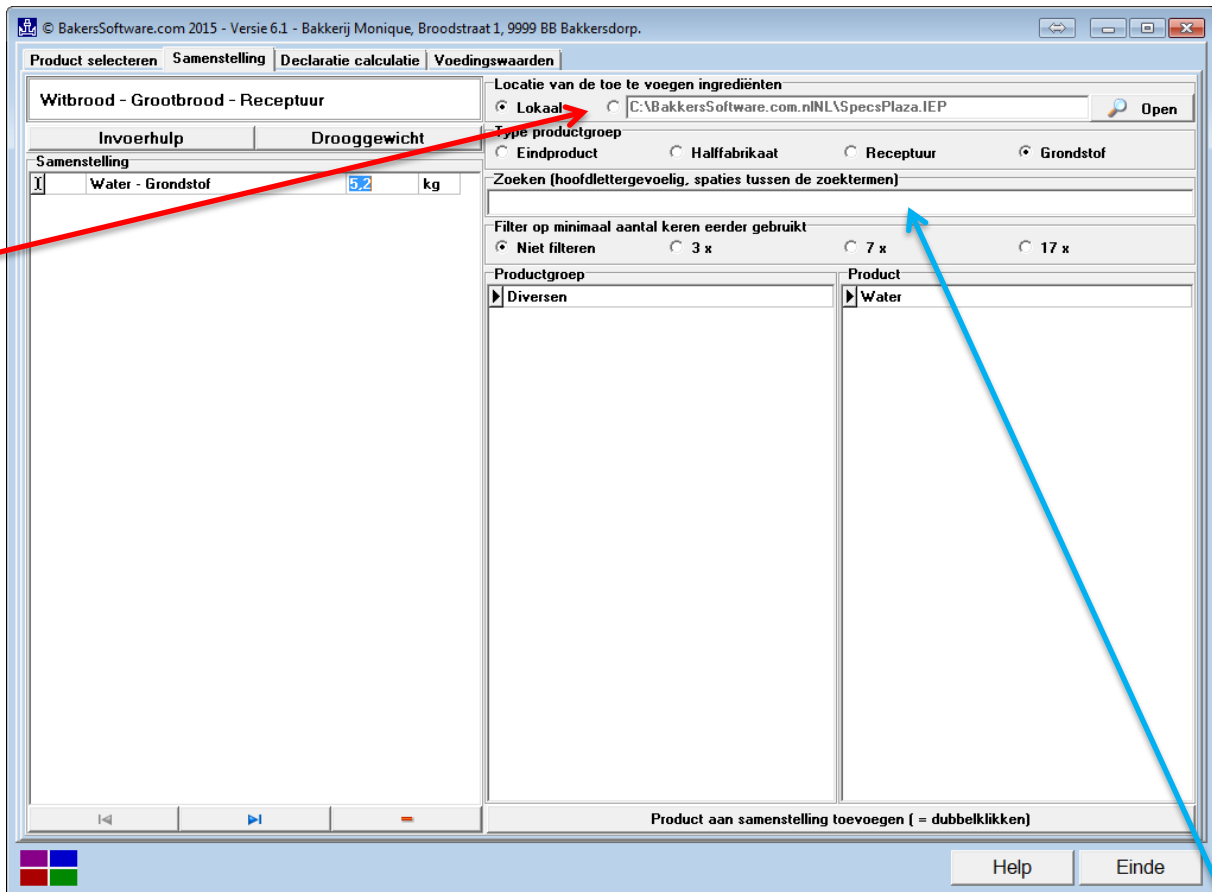 © BakersSoftware.com 2015 - Versie 6.1 - Bakkerij Monique, Broodstraat 1, 9999 BB Bakkersdorp.
Product selecteren Samenstelling Declaratie calculatie Voedingswaarden
Witbrood - Grootbrood - Receptuur
Invoerhulp Drooggewicht
Samenstelling
Water - Grondstof 5,2 kg
Locatie van de toe te voegen ingrediënten
Lokaal C:\BakkersSoftware.com.nlNL\SpecsPlaza.IEP Open
Type productgroep
Eindproduct Halffabrikaat Receptuur Grondstof
Zoeken (hoofdlettergevoelig, spaties tussen de zoektermen)
Filter op minimaal aantal keren eerder gebruikt
Niet filteren 3 x 7 x 17 x
Productgroep Product
Diversen Water
Product aan samenstelling toevoegen ( = dubbelklikken)
Help Einde